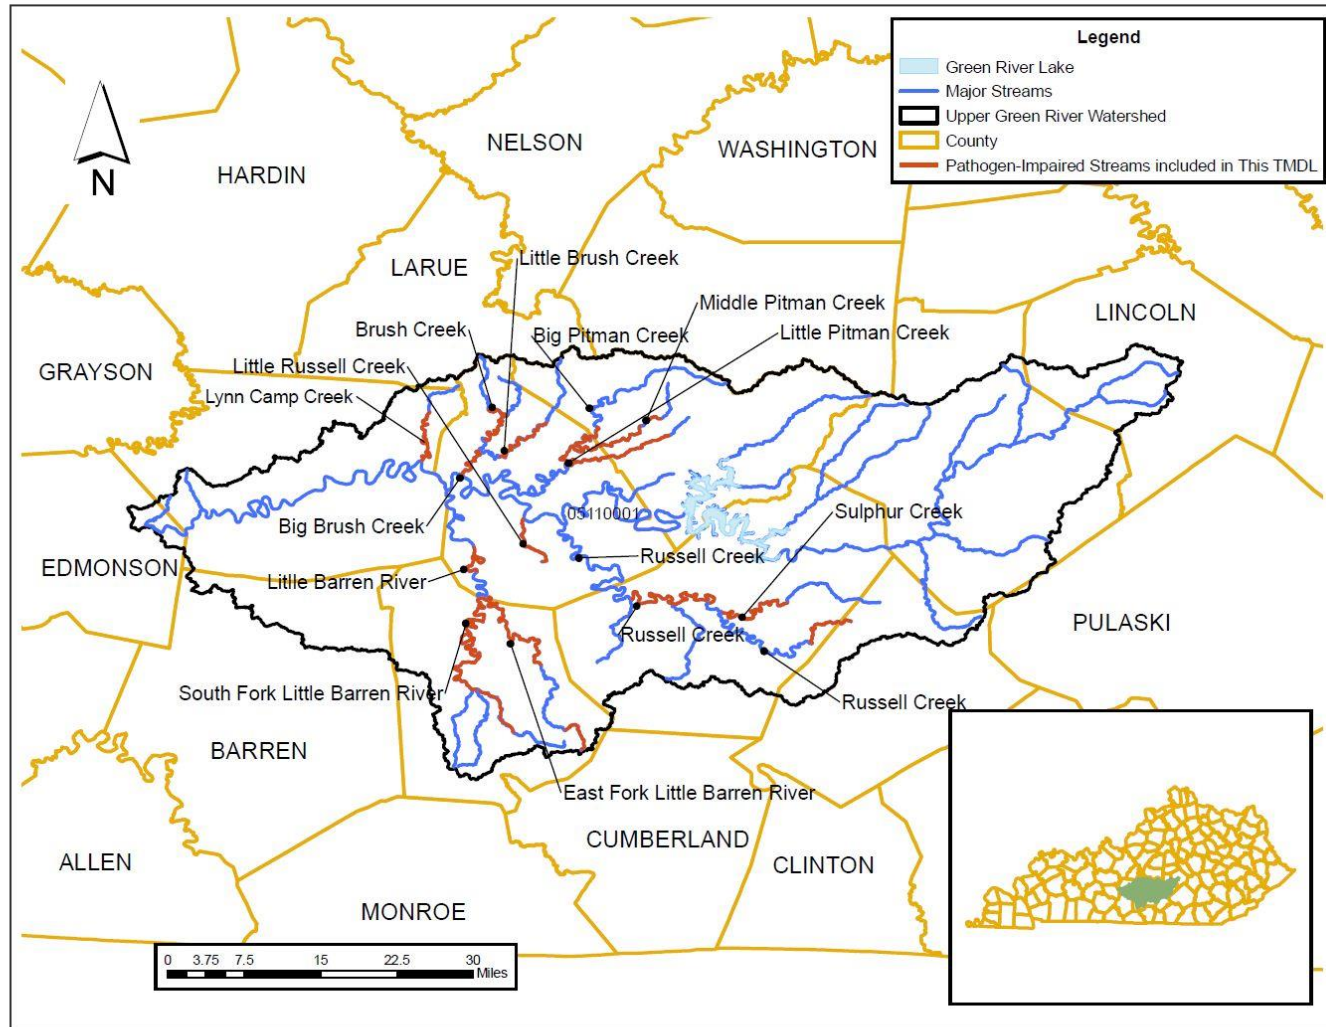 Legend
Green River Lake
Major Streams
Upper Green River Watershed
County
Pathogen-Impaired Streams included in This TMDL
N
NELSON
WASHINGTON
HARDIN
LARUE
Little Brush Creek
Middle Pitman Creek
LINCOLN
Brush Creek
Big Pitman Creek
Little Pitman Creek
GRAYSON
Little Russell Creek
Lynn Camp Creek
05110001
Sulphur Creek
Big Brush Creek
Russell Creek
EDMONSON
Litlle Barren River
Russell Creek
PULASKI
South Fork Little Barren River
Russell Creek
BARREN
East Fork Little Barren River
CUMBERLAND
ALLEN
CLINTON
MONROE
0 3.75 7.5 15 22.5 30
Miles